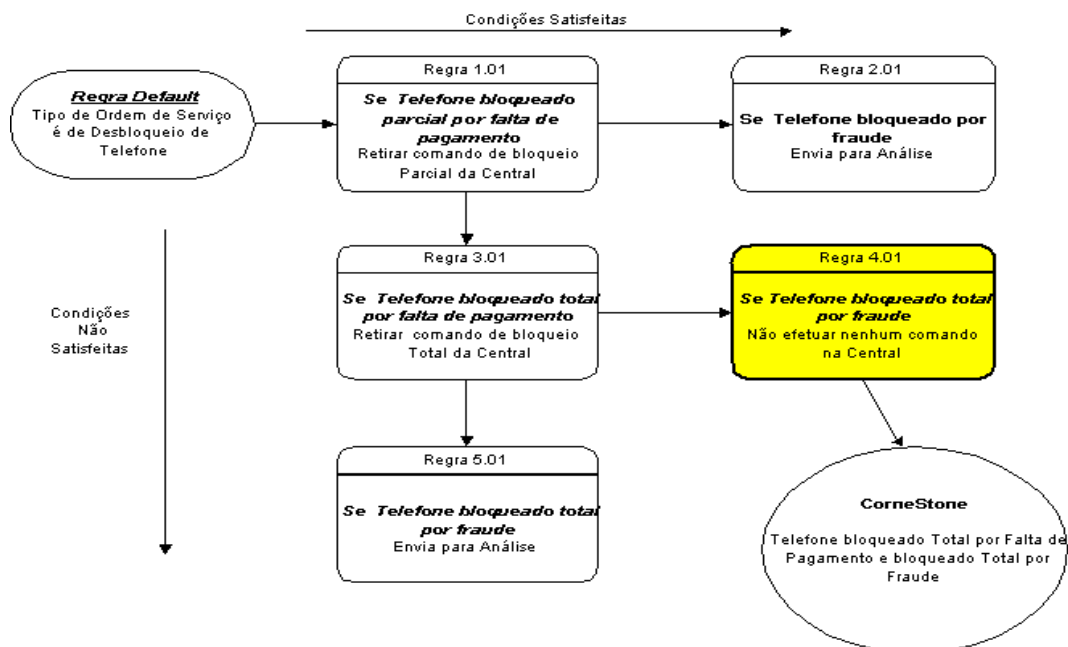 Condições Satisfeitas
Regra Default
Tipo de Ordem de Serviço
é de Desbloqueio de
Telefone
Regra 1.01
Se Telefone bloqueado
parcial por falta de
pagamento
Retirar comando de bloqueio
Parcial da Central
Regra 2.01
Se Telefone bloqueado por
fraude
Envia para Análise
Condições
Não
Satisfeitas
Regra 3.01
Se Telefone bloqueado total
por falta de pagamento
Retirar comando de bloqueio
Total da Central
Regra 4.01
Se Telefone bloqueado total
por fraude
Não efetuar nenhum comando
na Central
Regra 5.01
Se Telefone bloqueado total
por fraude
Envia para Análise
CorneStone
Telefone bloqueado Total por Falta de
Pagamento e bloqueado Total por
Fraude